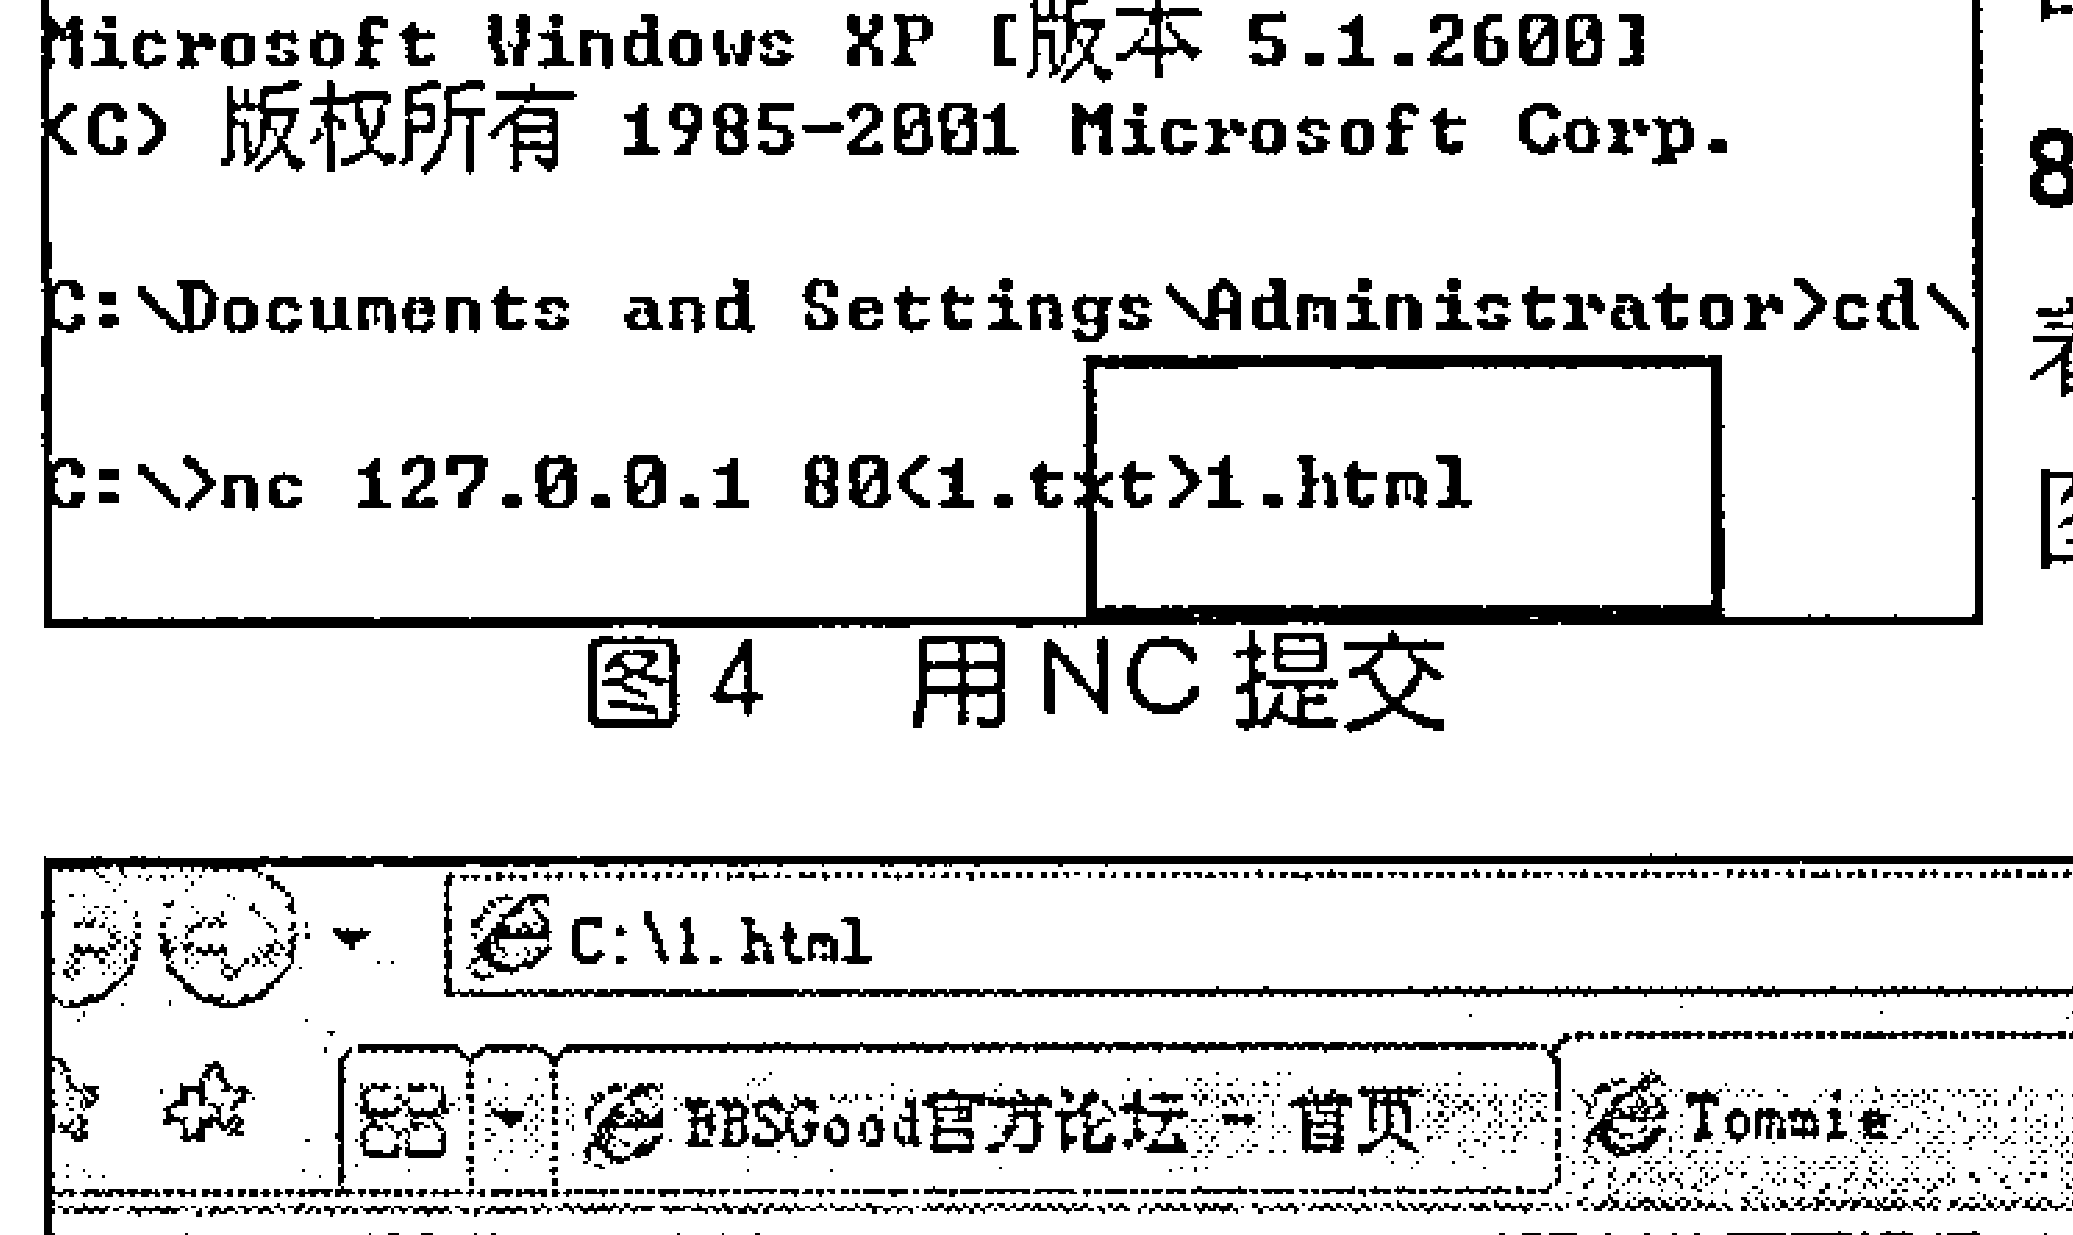 Microsoft Windows XP [版本 5.1.2600]
(C) 版权所有 1985-2001 Microsoft Corp.
C:\Documents and Settings\Administrator>cd\
C:\>nc 127.0.0.1 80<1.txt>1.html
图 4 用 NC 提交
8
C:\1.html
BBSGood官方论坛 - 首页
Tommie